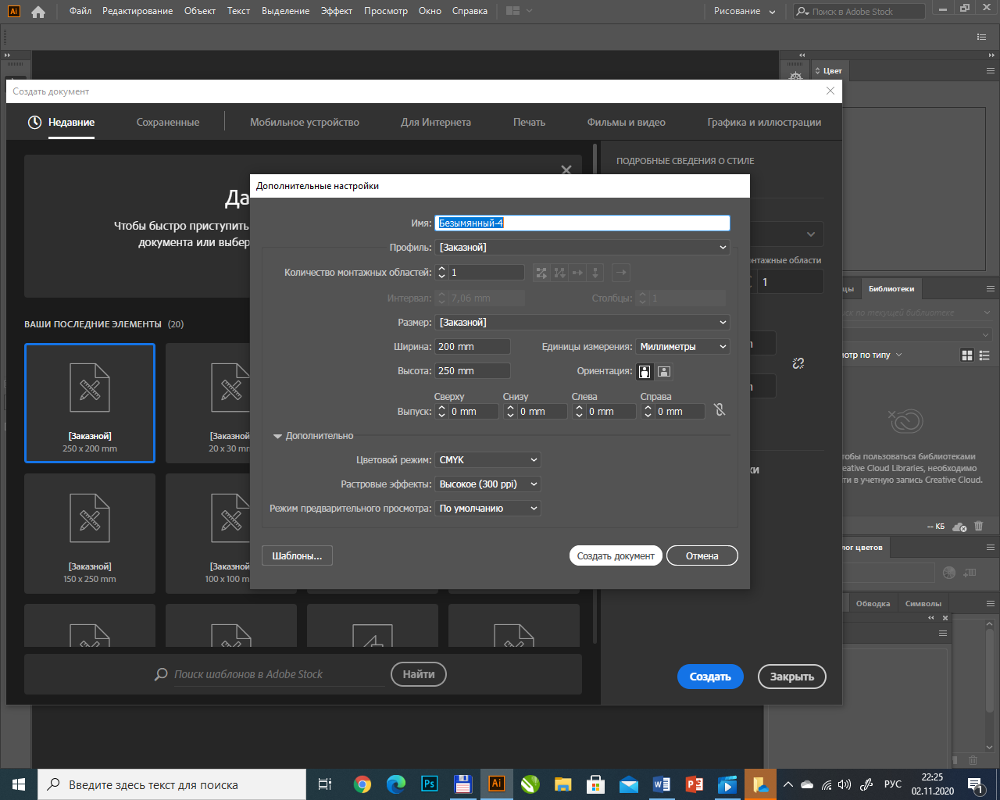 Ai Файл Редактирование Объект Текст Выделение Эффект Просмотр Окно Справка Рисование Поиск в Adobe Stock
Цвет
Создать документ
Недавние Сохраненные Мобильное устройство Для Интернета Печать Фильмы и видео Графика и иллюстрации
ПОДРОБНЫЕ СВЕДЕНИЯ О СТИЛЕ
Да
Чтобы быстро приступить
документа или выбер
ВАШИ ПОСЛЕДНИЕ ЭЛЕМЕНТЫ (20)
[Заказной]
250 x 200 mm
[Заказной
20 x 30 mm
[Заказной]
150 x 250 mm
[Заказной
100 x 100 m
Поиск шаблонов в Adobe Stock Найти
Дополнительные настройки
Имя: Безымянный-4
Профиль: [Заказной]
Количество монтажных областей: 1
Интервал: 7,06 mm Столбцы: 1
Размер: [Заказной]
Ширина: 200 mm Единицы измерения: Миллиметры
Высота: 250 mm Ориентация:
Сверху Снизу Слева Справа
Выпуск: 0 mm 0 mm 0 mm 0 mm
Дополнительно
Цветовой режим: CMYK
Растровые эффекты: Высокое (300 ppi)
Режим предварительного просмотра: По умолчанию
Шаблоны... Создать документ Отмена
нтажные области
1
ки
Создать Закрыть
цы Библиотеки
ск по текущей библиотеке
отр по типу
тобы пользоваться библиотеками
eative Cloud Libraries, необходимо
ти в учетную запись Creative Cloud.
-- КБ
лог цветов
Обводка Символы
Введите здесь текст для поиска
Ps Ai
РУС 22:25
02.11.2020
1